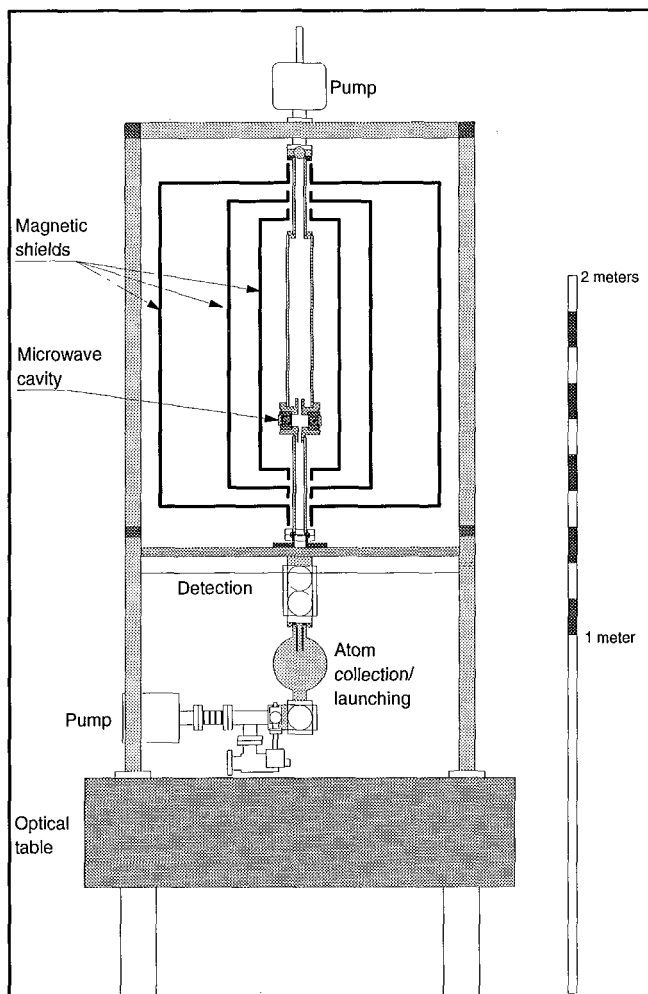 Pump
Magnetic
shields
2 meters
Microwave
cavity
Detection
1 meter
Atom
collection/
launching
Pump
Optical
table